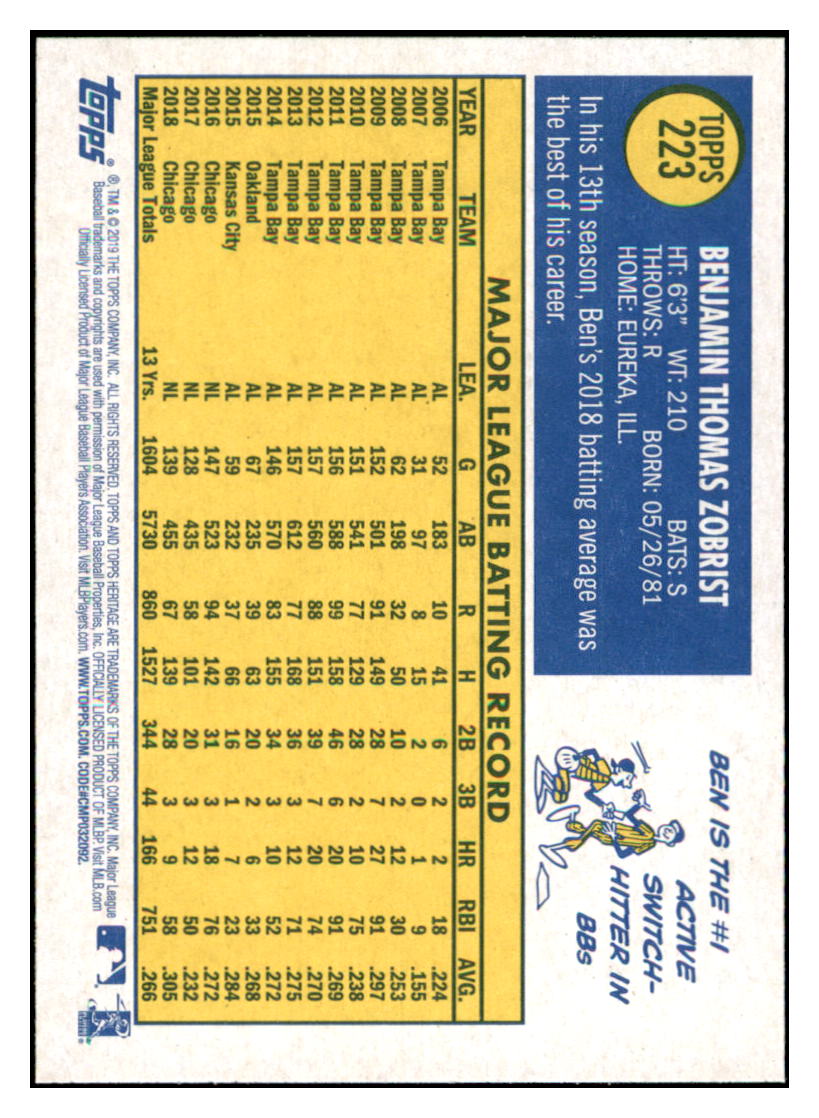 TOPPS
223
BENJAMIN THOMAS ZOBRIST
HT: 6'3" WT: 210 BATS: S
THROWS: R BORN: 05/26/81
HOME: EUREKA, ILL.
In his 13th season, Ben's 2018 batting average was
the best of his career.
BEN IS THE #1
ACTIVE
SWITCH-
HITTER IN
BBs
MAJOR LEAGUE BATTING RECORD
YEAR TEAM LEA. G AB R H 2B 3B HR RBI AVG.
2006 Tampa Bay AL 52 183 10 41 6 2 2 18 .224
2007 Tampa Bay AL 31 97 8 15 2 0 1 9 .155
2008 Tampa Bay AL 62 198 32 50 10 2 12 30 .253
2009 Tampa Bay AL 152 501 91 149 28 7 27 91 .297
2010 Tampa Bay AL 151 541 77 129 28 2 10 75 .238
2011 Tampa Bay AL 156 588 99 158 46 6 20 91 .269
2012 Tampa Bay AL 157 560 88 151 39 7 20 74 .270
2013 Tampa Bay AL 157 612 77 168 36 3 12 71 .275
2014 Tampa Bay AL 146 570 83 155 34 3 10 52 .272
2015 Oakland AL 67 235 39 63 20 2 6 33 .268
2015 Kansas City AL 59 232 37 66 16 1 7 23 .284
2016 Chicago NL 147 523 94 142 31 3 18 76 .272
2017 Chicago NL 128 435 58 101 20 3 12 50 .232
2018 Chicago NL 139 455 67 139 28 3 9 58 .305
Major League Totals 13 Yrs. 1604 5730 860 1527 344 44 166 751 .266
topps®
®, TM & © 2019 THE TOPPS COMPANY, INC. ALL RIGHTS RESERVED. TOPPS AND TOPPS HERITAGE ARE TRADEMARKS OF THE TOPPS COMPANY, INC. Major League
Baseball trademarks and copyrights are used with permission of Major League Baseball Properties, Inc. OFFICIALLY LICENSED PRODUCT OF MLBP. Visit MLB.com
Officially Licensed Product of Major League Baseball Players Association. Visit MLBPlayers.com. WWW.TOPPS.COM. CODE#CMP032092.